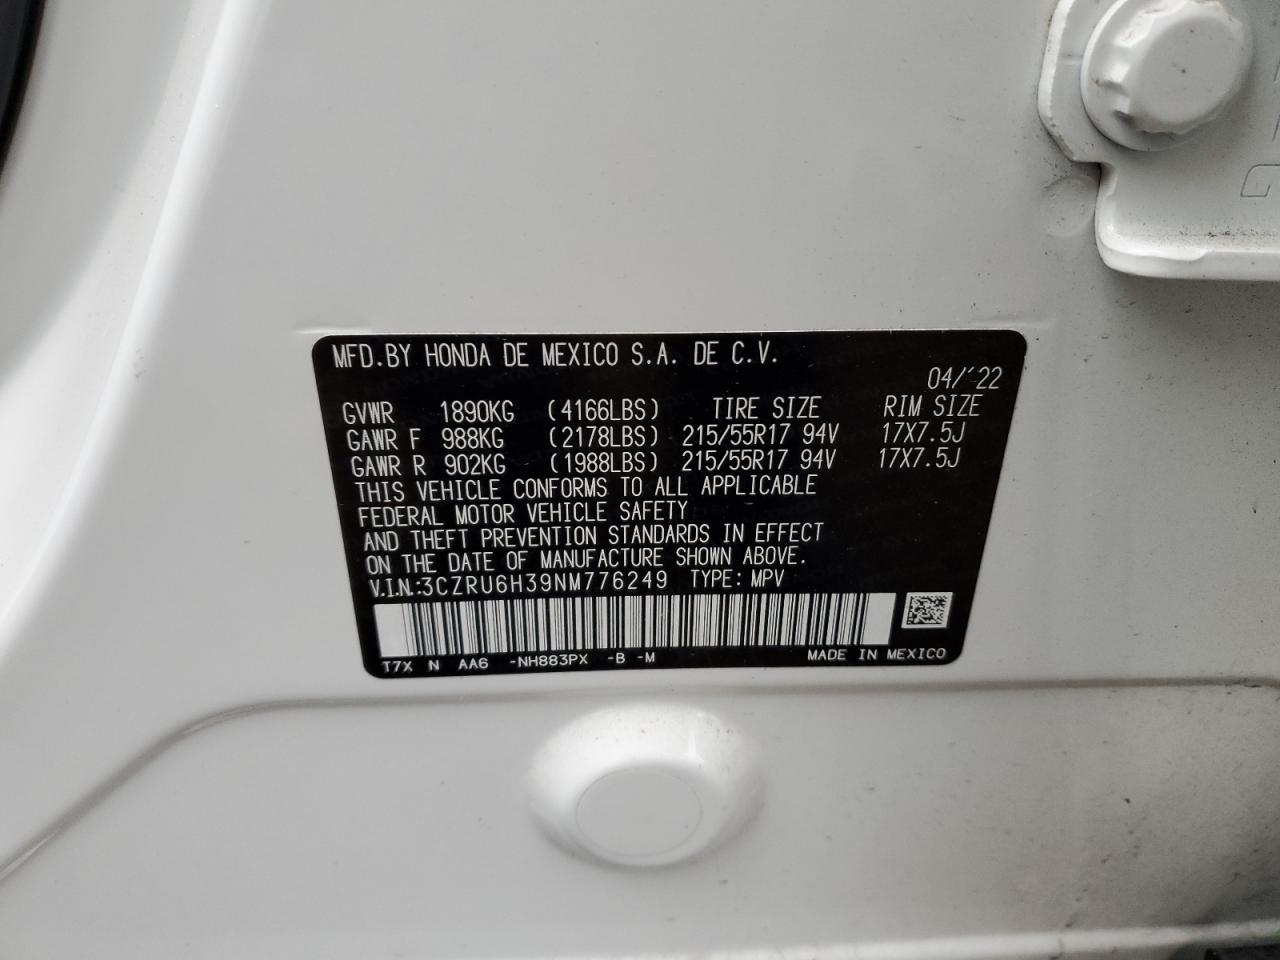 MFD.BY HONDA DE MEXICO S.A. DE C.V.
04/'22
GVWR 1890KG (4166LBS) TIRE SIZE RIM SIZE
GAWR F 988KG (2178LBS) 215/55R17 94V 17X7.5J
GAWR R 902KG (1988LBS) 215/55R17 94V 17X7.5J
THIS VEHICLE CONFORMS TO ALL APPLICABLE
FEDERAL MOTOR VEHICLE SAFETY
AND THEFT PREVENTION STANDARDS IN EFFECT
ON THE DATE OF MANUFACTURE SHOWN ABOVE.
V.I.N.:3CZRU6H39NM776249 TYPE: MPV
T7X N AA6 -NH883PX -B -M MADE IN MEXICO